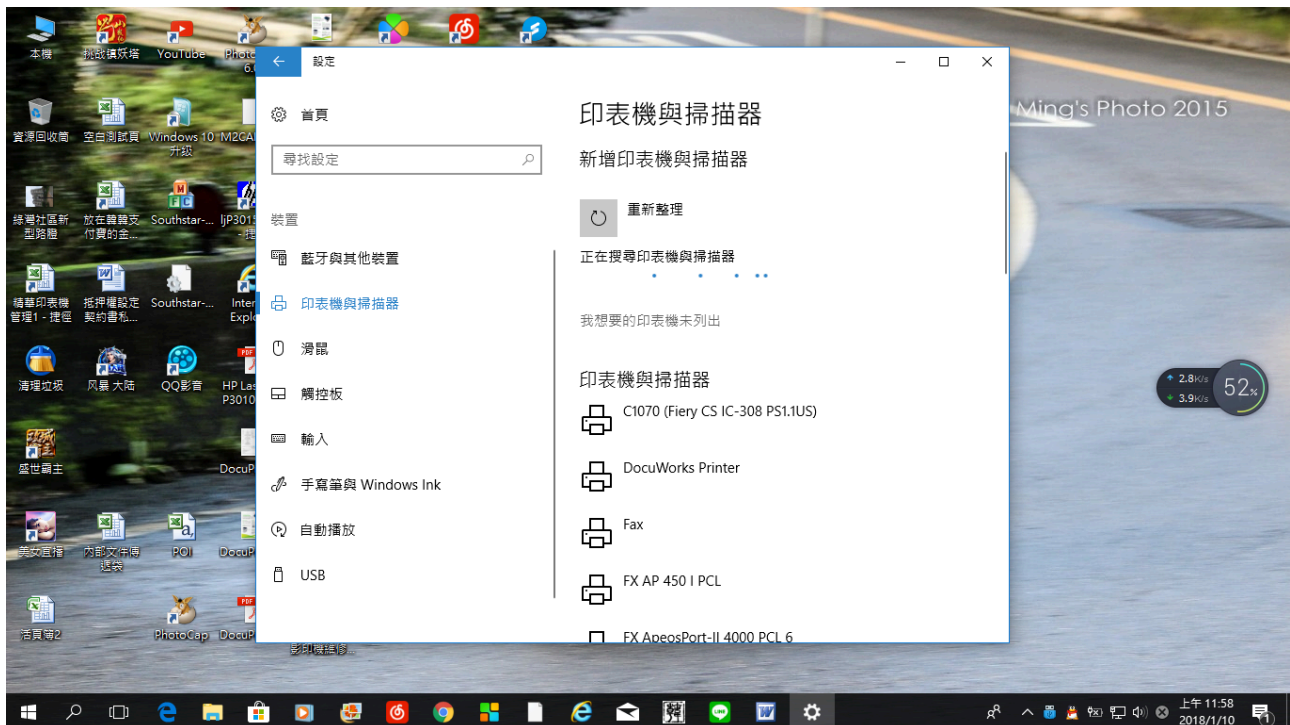 本機
挑战镇妖塔
YouTube
設定
首頁
尋找設定
裝置
藍牙與其他裝置
印表機與掃描器
滑鼠
觸控板
輸入
手寫筆與 Windows Ink
自動播放
USB
印表機與掃描器
新增印表機與掃描器
重新整理
正在搜尋印表機與掃描器
我想要的印表機未列出
印表機與掃描器
C1070 (Fiery CS IC-308 PS1.1US)
DocuWorks Printer
Fax
FX AP 450 I PCL
FX ApeosPort-II 4000 PCL 6
Ming's Photo 2015
資源回收筒
空白測試頁
Windows 10
升级
綠灣社區新
型路燈
放在韓韓支
付費的金...
Southstar-...
精華印表機
管理1 - 捷徑
抵押權設定
契約書私...
Southstar-...
清理垃圾
风暴大陆
QQ影音
盛世霸主
美女直播
內部文件傳
遞袋
POI
活頁簿2
PhotoCap
2.8K/s
3.9K/s
52%
上午 11:58
2018/1/10